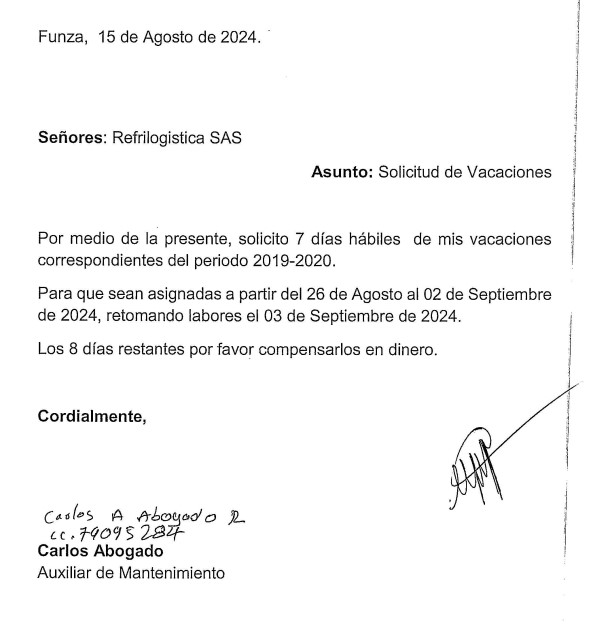 Funza, 15 de Agosto de 2024.
Señores: Refrilogistica SAS
Asunto: Solicitud de Vacaciones
Por medio de la presente, solicito 7 días hábiles de mis vacaciones
correspondientes del periodo 2019-2020.
Para que sean asignadas a partir del 26 de Agosto al 02 de Septiembre
de 2024, retomando labores el 03 de Septiembre de 2024.
Los 8 días restantes por favor compensarlos en dinero.
Cordialmente,
Carlos A Abogado R
cc. 79095284
Carlos Abogado
Auxiliar de Mantenimiento